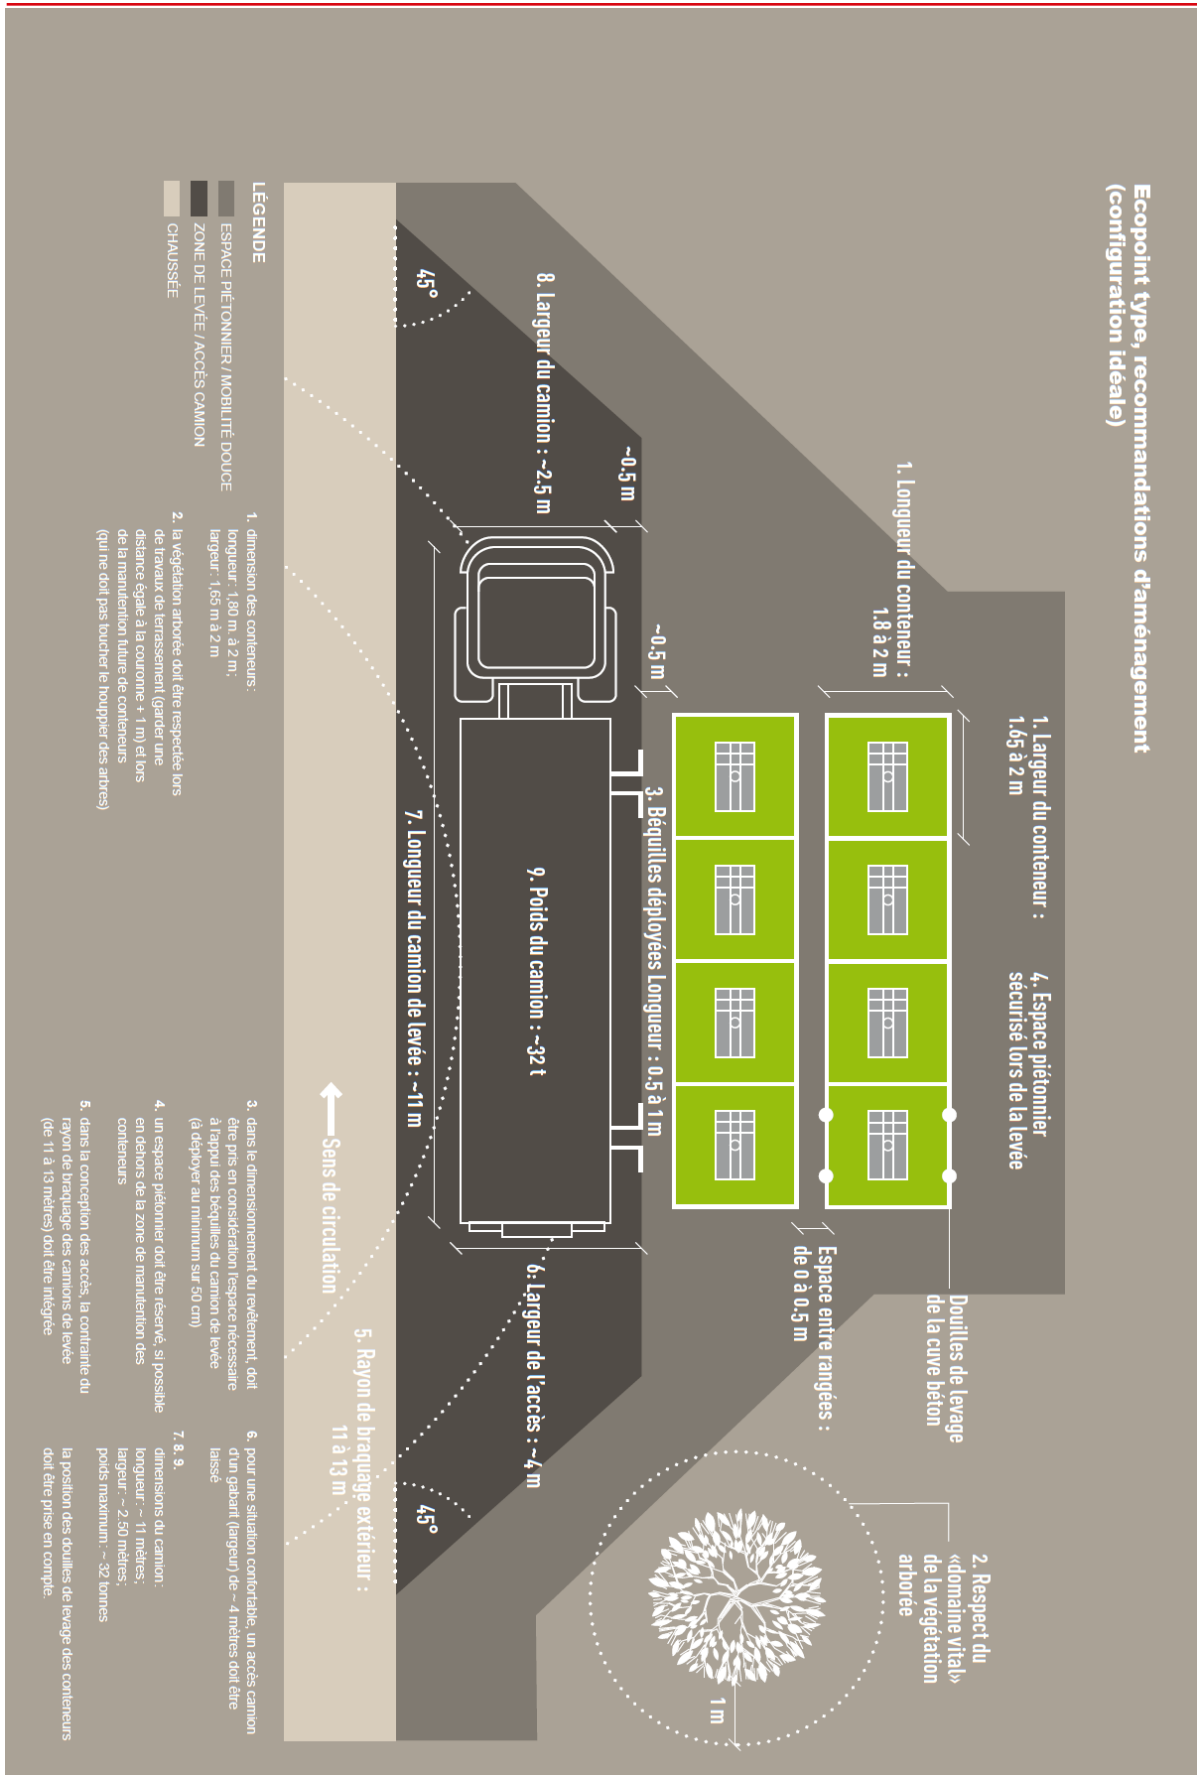 Ecopoint type, recommandations d'aménagement
(configuration idéale)
1. Largeur du conteneur :
1.65 à 2 m
4. Espace piétonnier
sécurisé lors de la levée
1. Longueur du conteneur :
1.8 à 2 m
Douilles de levage
de la cuve béton
2. Respect du
«domaine vital»
de la végétation
arborée
1 m
Espace entre rangées :
de 0 à 0.5 m
~0.5 m
~0.5 m
3. Béquilles déployées Longueur : 0.5 à 1 m
8. Largeur du camion : ~2.5 m
9. Poids du camion : ~32 t
6: Largeur de l'accès : ~4 m
45°
7. Longueur du camion de levée : ~11 m
45°
5. Rayon de braquage extérieur :
11 à 13 m
Sens de circulation
LÉGENDE
ESPACE PIÉTONNIER / MOBILITÉ DOUCE
ZONE DE LEVÉE / ACCÈS CAMION
CHAUSSÉE
1. dimension des conteneurs :
longueur : 1,80 m. à 2 m ;
largeur : 1,65 m à 2 m
2. la végétation arborée doit être respectée lors
de travaux de terrassement (garder une
distance égale à la couronne + 1 m) et lors
de la manutention future de conteneurs
(qui ne doit pas toucher le houppier des arbres)
3. dans le dimensionnement du revêtement, doit
être pris en considération l'espace nécessaire
à l'appui des béquilles du camion de levée
(à déployer au minimum sur 50 cm)
4. un espace piétonnier doit être réservé, si possible
en dehors de la zone de manutention des
conteneurs
5. dans la conception des accès, la contrainte du
rayon de braquage des camions de levée
(de 11 à 13 mètres) doit être intégrée
6. pour une situation confortable, un accès camion
d'un gabarit (largeur) de ~ 4 mètres doit être
laissé
7. 8. 9.
dimensions du camion :
longueur : ~ 11 mètres ;
largeur : ~ 2.50 mètres ;
poids maximum : ~ 32 tonnes
la position des douilles de levage des conteneurs
doit être prise en compte.